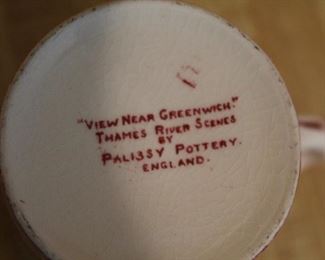 "VIEW NEAR GREENWICH."
THAMES RIVER SCENES
BY
PALISSY POTTERY.
ENGLAND.